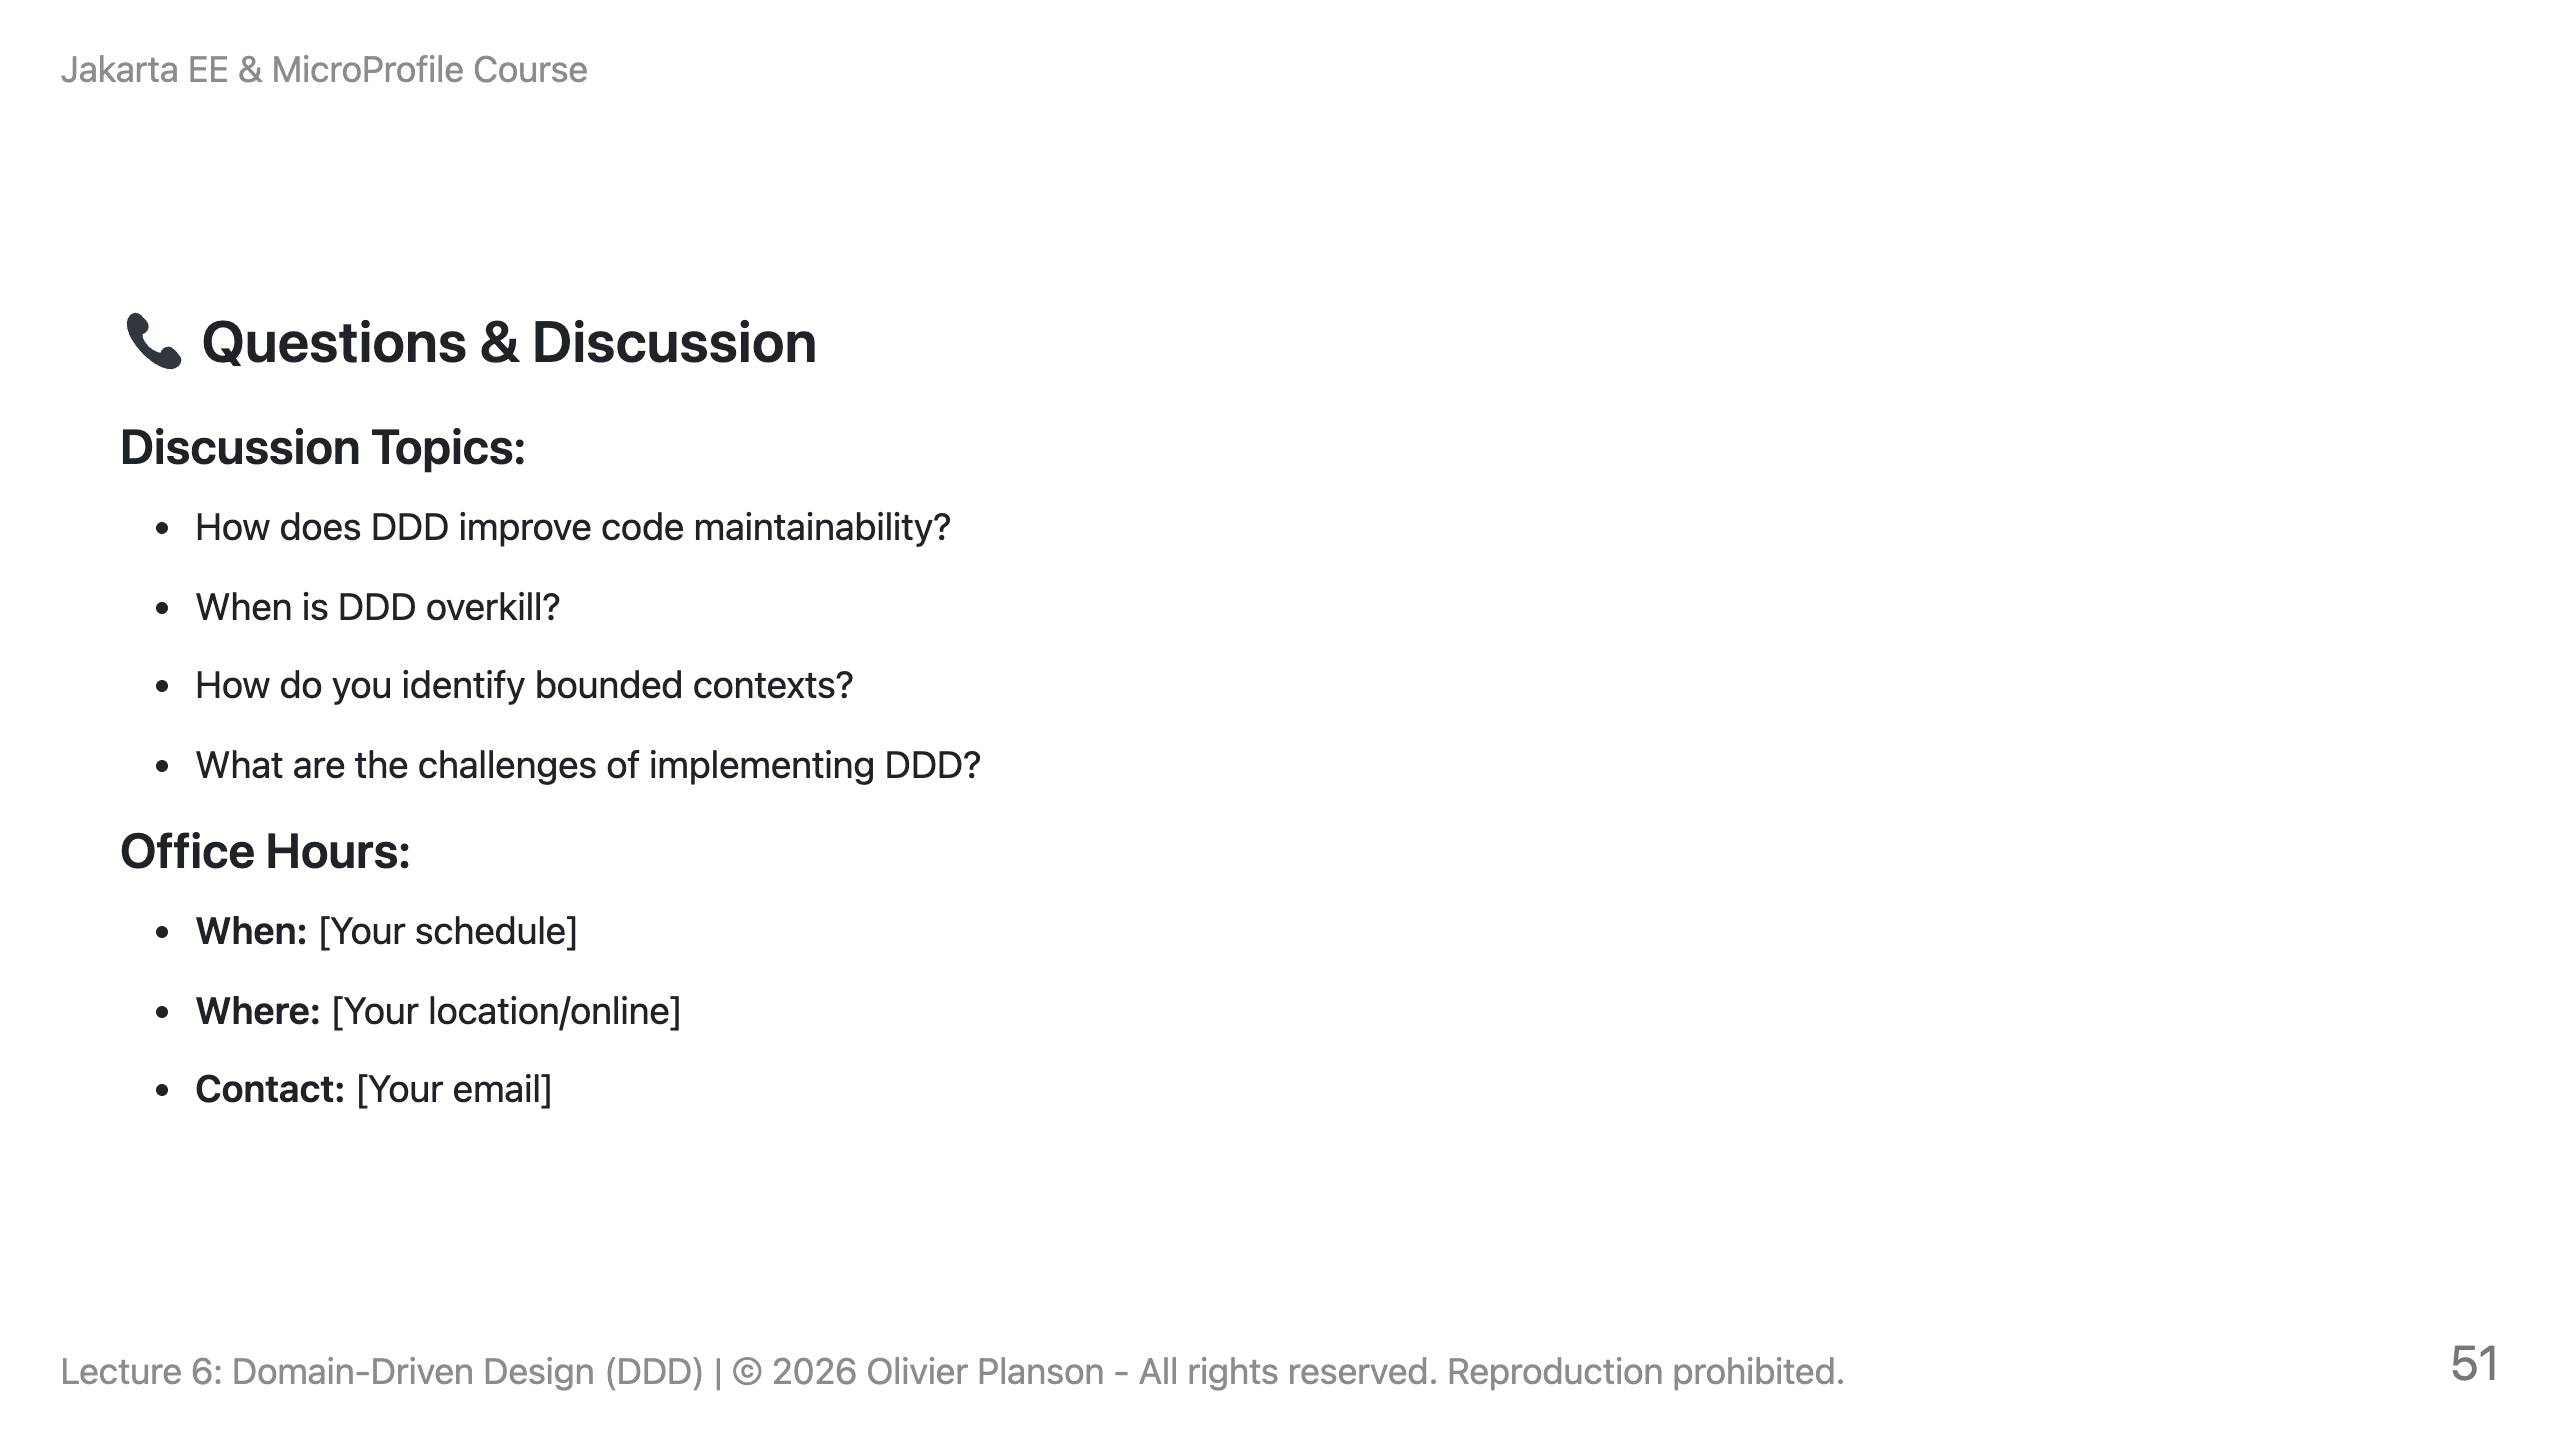 Jakarta EE & MicroProfile Course
📞 Questions & Discussion
Discussion Topics:
• How does DDD improve code maintainability?
• When is DDD overkill?
• How do you identify bounded contexts?
• What are the challenges of implementing DDD?
Office Hours:
• When: [Your schedule]
• Where: [Your location/online]
• Contact: [Your email]
Lecture 6: Domain-Driven Design (DDD) | © 2026 Olivier Planson - All rights reserved. Reproduction prohibited.
51